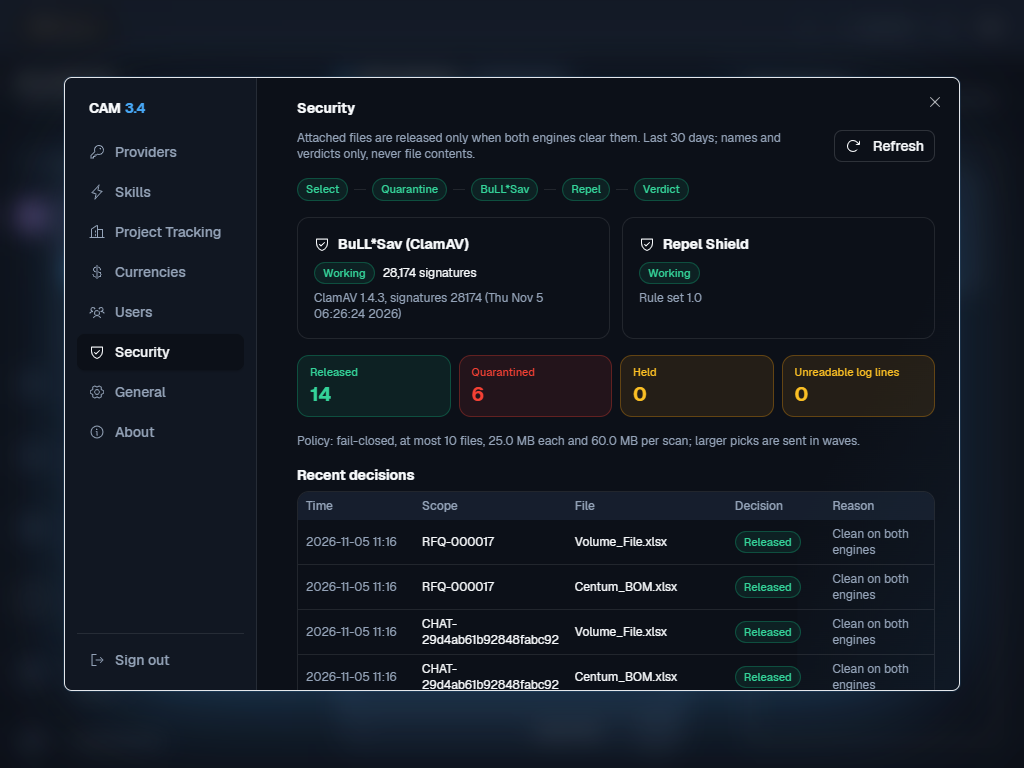 CAM 3.4
Providers
Skills
Project Tracking
Currencies
Users
Security
General
About
Sign out
Security
Attached files are released only when both engines clear them. Last 30 days; names and
verdicts only, never file contents.
Refresh
Select
Quarantine
BuLL*Sav
Repel
Verdict
BuLL*Sav (ClamAV)
Working
28,174 signatures
ClamAV 1.4.3, signatures 28174 (Thu Nov 5
06:26:24 2026)
Repel Shield
Working
Rule set 1.0
Released
14
Quarantined
6
Held
0
Unreadable log lines
0
Policy: fail-closed, at most 10 files, 25.0 MB each and 60.0 MB per scan; larger picks are sent in waves.
Recent decisions
Time Scope File Decision Reason
2026-11-05 11:16 RFQ-000017 Volume_File.xlsx Released Clean on both
engines
2026-11-05 11:16 RFQ-000017 Centum_BOM.xlsx Released Clean on both
engines
2026-11-05 11:16 CHAT-
29d4ab61b92848fabc92 Volume_File.xlsx Released Clean on both
engines
2026-11-05 11:16 CHAT-
29d4ab61b92848fabc92 Centum_BOM.xlsx Released Clean on both
engines